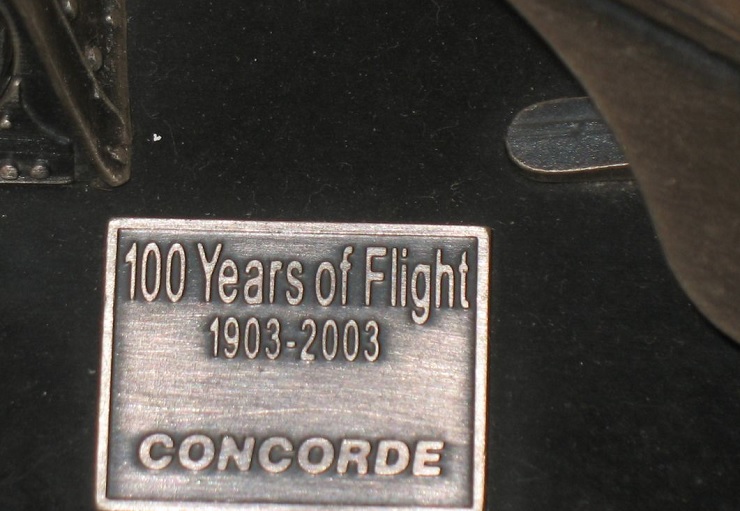 100 Years of Flight
1903-2003
CONCORDE